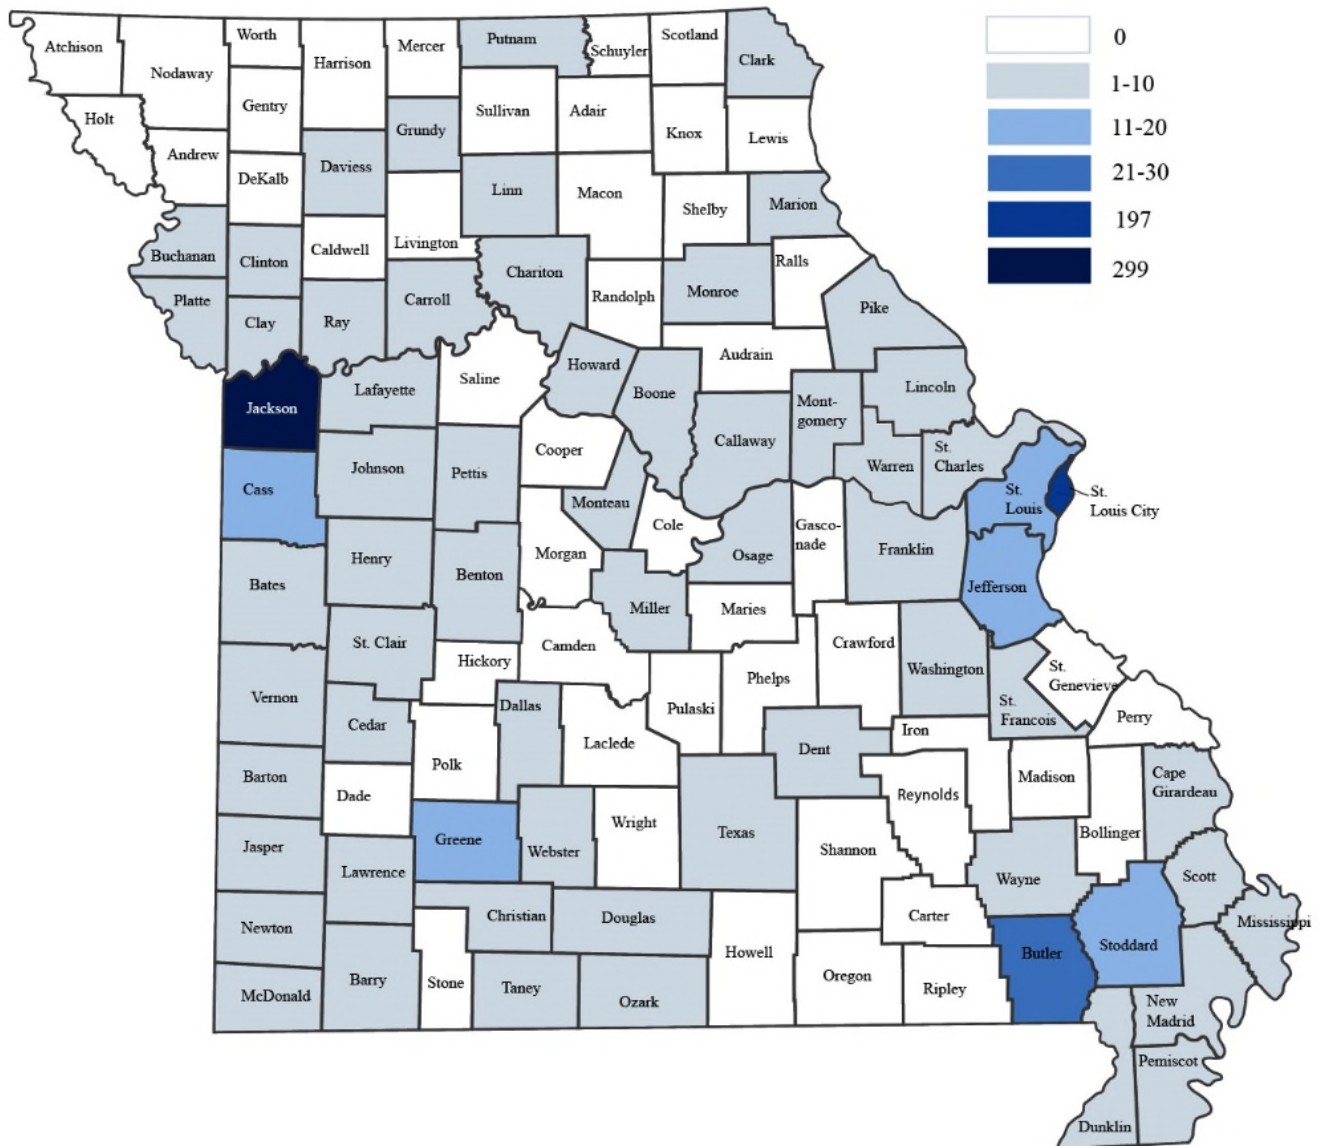 Atchison
Nodaway
Worth
Harrison
Mercer
Putnam
Schuyler
Scotland
Clark
0
1-10
11-20
21-30
197
299
Holt
Gentry
Grundy
Sullivan
Adair
Knox
Lewis
Andrew
DeKalb
Daviess
Linn
Macon
Shelby
Marion
Buchanan
Clinton
Caldwell
Livington
Chariton
Randolph
Monroe
Ralls
Pike
Platte
Clay
Ray
Carroll
Jackson
Lafayette
Saline
Howard
Boone
Audrain
Mont-
gomery
Lincoln
Cass
Johnson
Pettis
Cooper
Monteau
Callaway
Warren
St.
Charles
St.
Louis
St.
Louis City
Cole
Morgan
Osage
Gasco-
nade
Franklin
Jefferson
Bates
Henry
Benton
Miller
Maries
St. Clair
Hickory
Camden
Pulaski
Phelps
Crawford
Washington
St.
Francois
St.
Genevieve
Perry
Vernon
Cedar
Polk
Dallas
Laclede
Dent
Iron
Reynolds
Madison
Bollinger
Cape
Girardeau
Barton
Dade
Greene
Webster
Wright
Texas
Shannon
Wayne
Scott
Mississippi
Jasper
Lawrence
Christian
Douglas
Howell
Carter
Butler
Stoddard
Newton
McDonald
Barry
Stone
Taney
Ozark
Oregon
Ripley
New
Madrid
Pemiscot
Dunklin